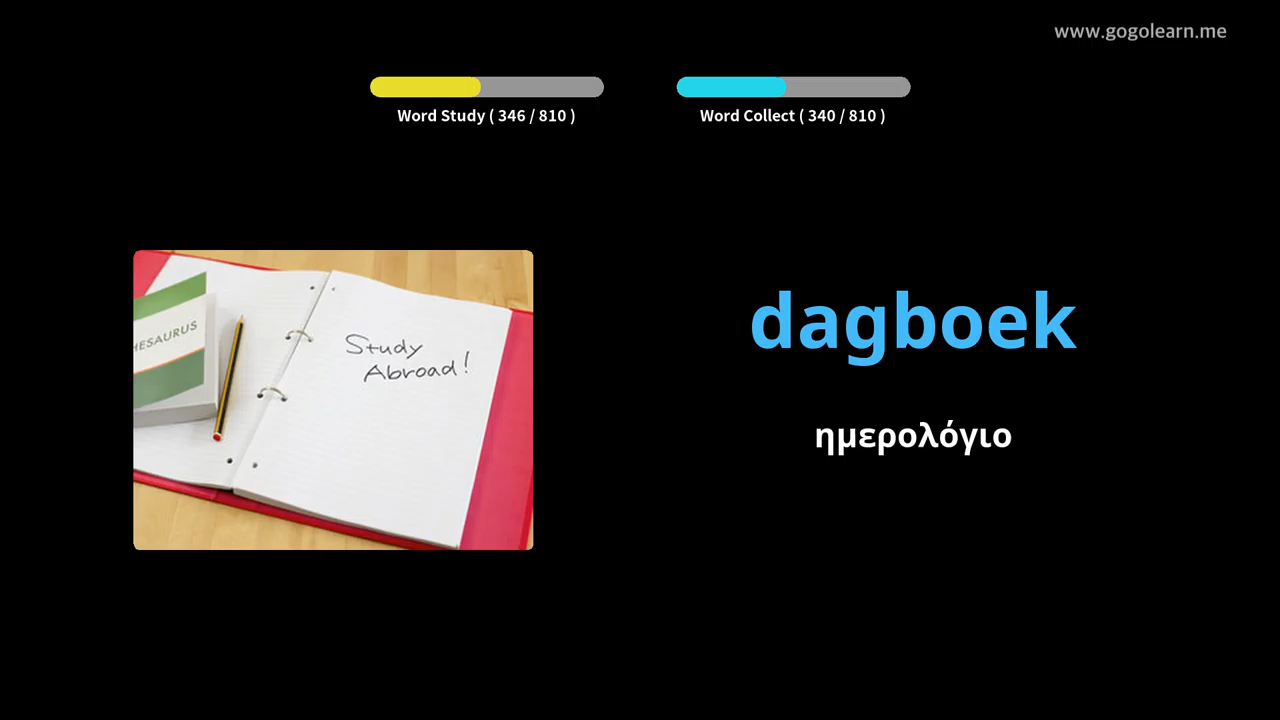 www.gogolearn.me
Word Study ( 346 / 810 )
Word Collect ( 340 / 810 )
HESAURUS
Study
Abroad!
dagboek
ημερολόγιο